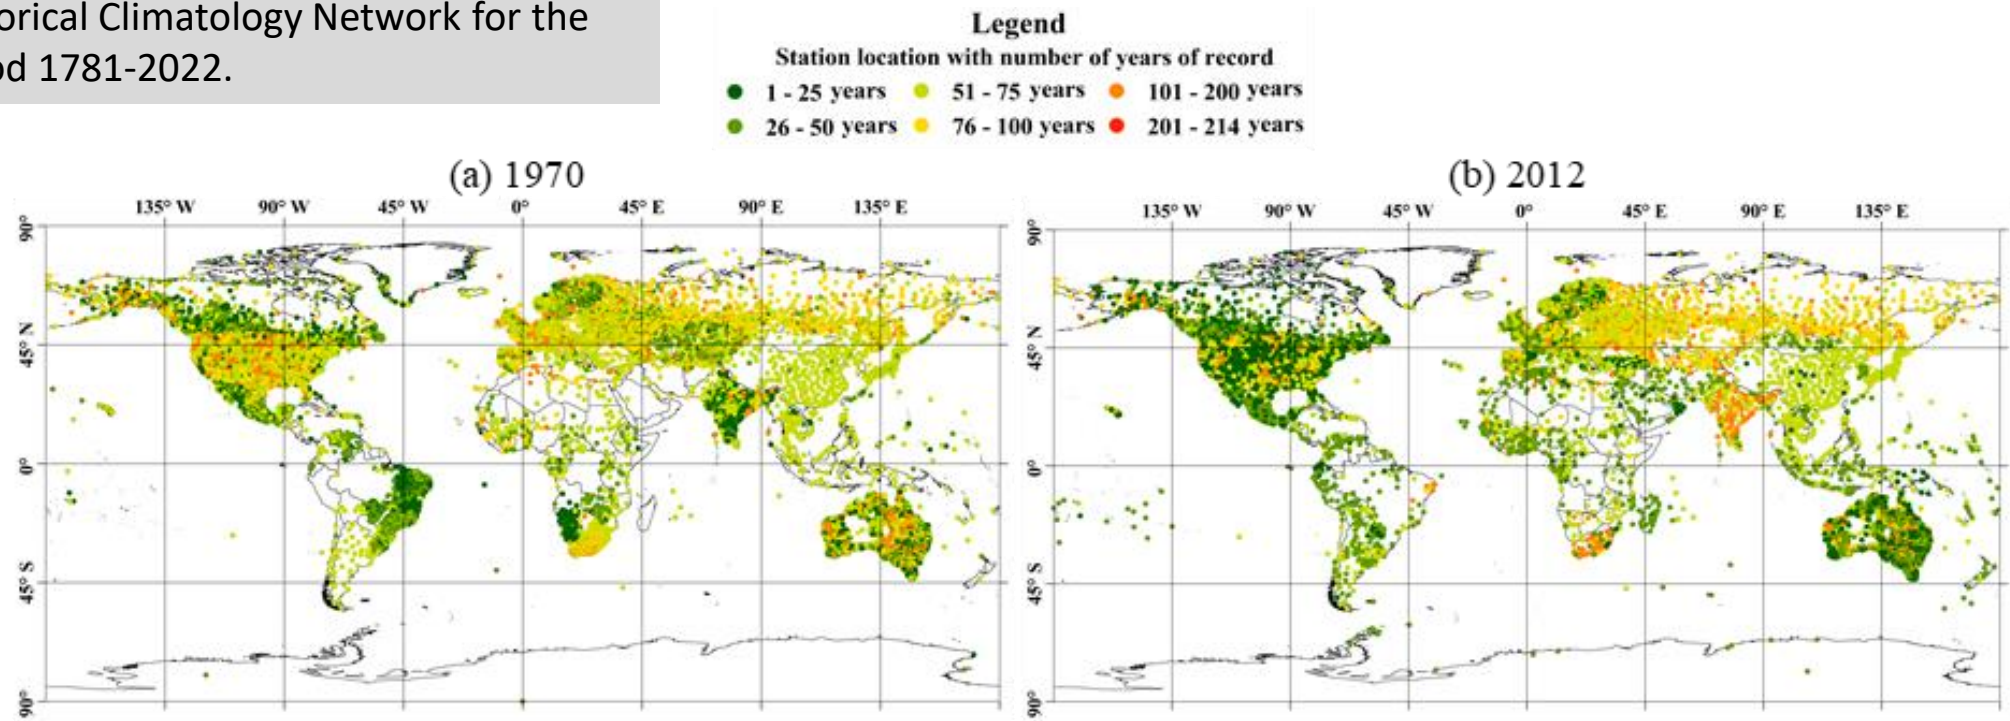 orical Climatology Network for the
od 1781-2022.
Legend
Station location with number of years of record
1 - 25 years 51 - 75 years 101 - 200 years
26 - 50 years 76 - 100 years 201 - 214 years
(a) 1970
135° W 90° W 45° W 0° 45° E 90° E 135° E
90°
45° N
0°
45° S
90°
(b) 2012
135° W 90° W 45° W 0° 45° E 90° E 135° E
90°
45° N
0°
45° S
90°